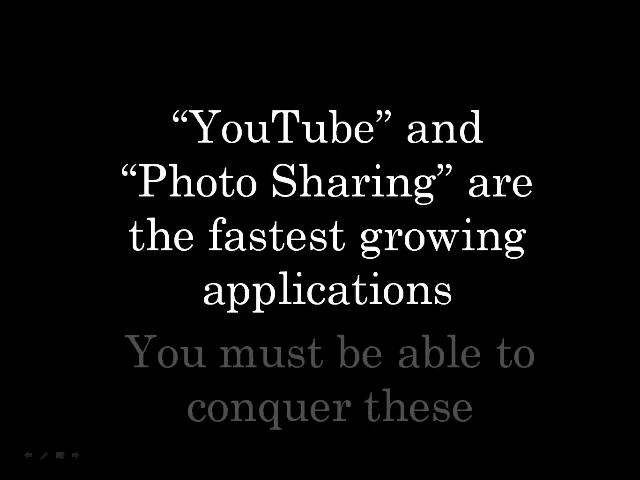 “YouTube” and
“Photo Sharing” are
the fastest growing
applications
You must be able to
conquer these